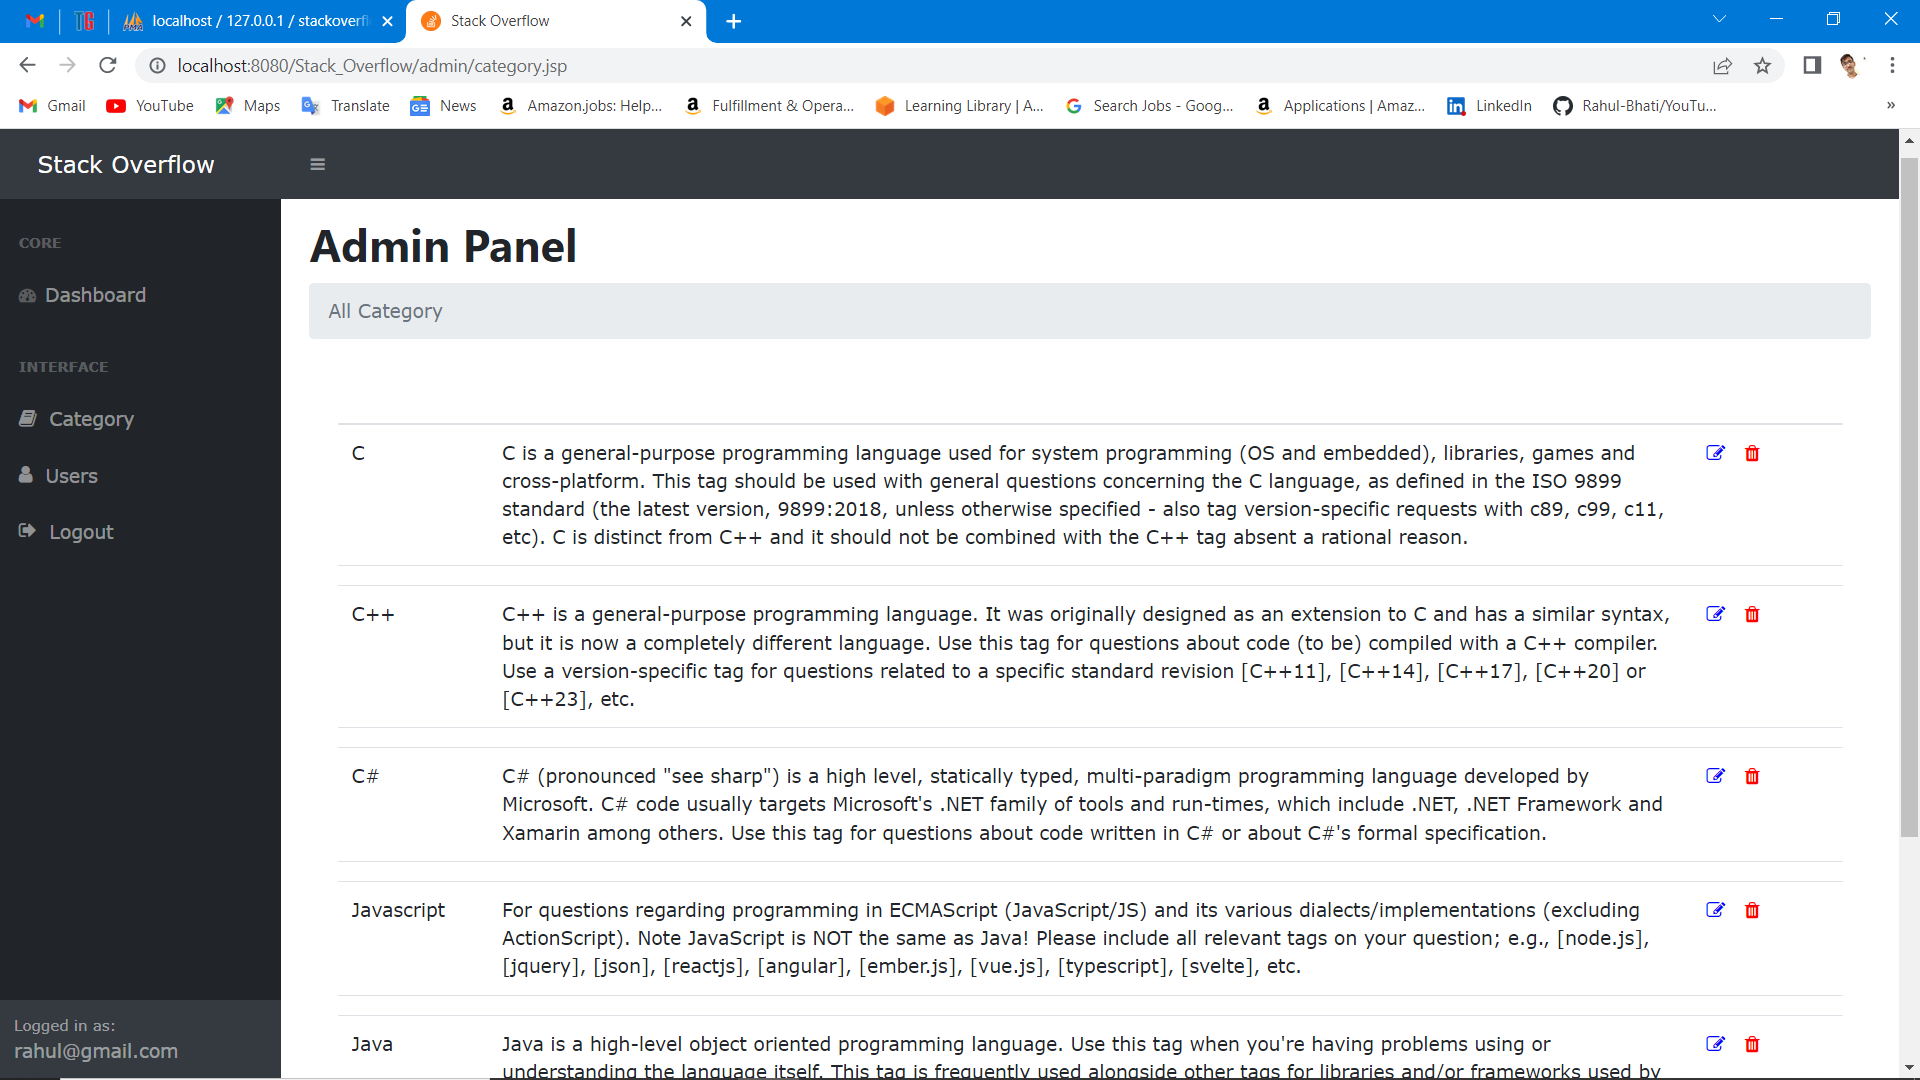 localhost / 127.0.0.1 / stackoverfl
Stack Overflow
localhost:8080/Stack_Overflow/admin/category.jsp
Gmail YouTube Maps Translate News Amazon.jobs: Help... Fulfillment & Opera... Learning Library | A... Search Jobs - Goog... Applications | Amaz... LinkedIn Rahul-Bhati/YouTu... »
Stack Overflow
CORE
Dashboard
INTERFACE
Category
Users
Logout
Logged in as:
rahul@gmail.com
Admin Panel
All Category
C
C is a general-purpose programming language used for system programming (OS and embedded), libraries, games and
cross-platform. This tag should be used with general questions concerning the C language, as defined in the ISO 9899
standard (the latest version, 9899:2018, unless otherwise specified - also tag version-specific requests with c89, c99, c11,
etc). C is distinct from C++ and it should not be combined with the C++ tag absent a rational reason.
C++
C++ is a general-purpose programming language. It was originally designed as an extension to C and has a similar syntax,
but it is now a completely different language. Use this tag for questions about code (to be) compiled with a C++ compiler.
Use a version-specific tag for questions related to a specific standard revision [C++11], [C++14], [C++17], [C++20] or
[C++23], etc.
C#
C# (pronounced "see sharp") is a high level, statically typed, multi-paradigm programming language developed by
Microsoft. C# code usually targets Microsoft's .NET family of tools and run-times, which include .NET, .NET Framework and
Xamarin among others. Use this tag for questions about code written in C# or about C#'s formal specification.
Javascript
For questions regarding programming in ECMAScript (JavaScript/JS) and its various dialects/implementations (excluding
ActionScript). Note JavaScript is NOT the same as Java! Please include all relevant tags on your question; e.g., [node.js],
[jquery], [json], [reactjs], [angular], [ember.js], [vue.js], [typescript], [svelte], etc.
Java
Java is a high-level object oriented programming language. Use this tag when you're having problems using or
understanding the language itself. This tag is frequently used alongside other tags for libraries and/or frameworks used by